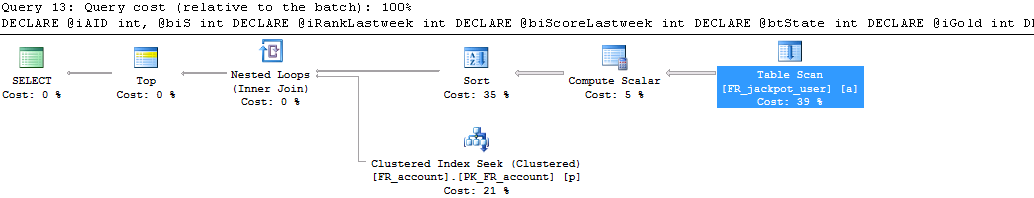 Query 13: Query cost (relative to the batch): 100%
DECLARE @iAID int, @biS int DECLARE @iRankLastweek int DECLARE @biScoreLastweek int DECLARE @btState int DECLARE @iGold int D
SELECT
Cost: 0 %
Top
Cost: 0 %
Nested Loops
(Inner Join)
Cost: 0 %
Sort
Cost: 35 %
Compute Scalar
Cost: 5 %
Table Scan
[FR_jackpot_user] [a]
Cost: 39 %
Clustered Index Seek (Clustered)
[FR_account].[PK_FR_account] [p]
Cost: 21 %